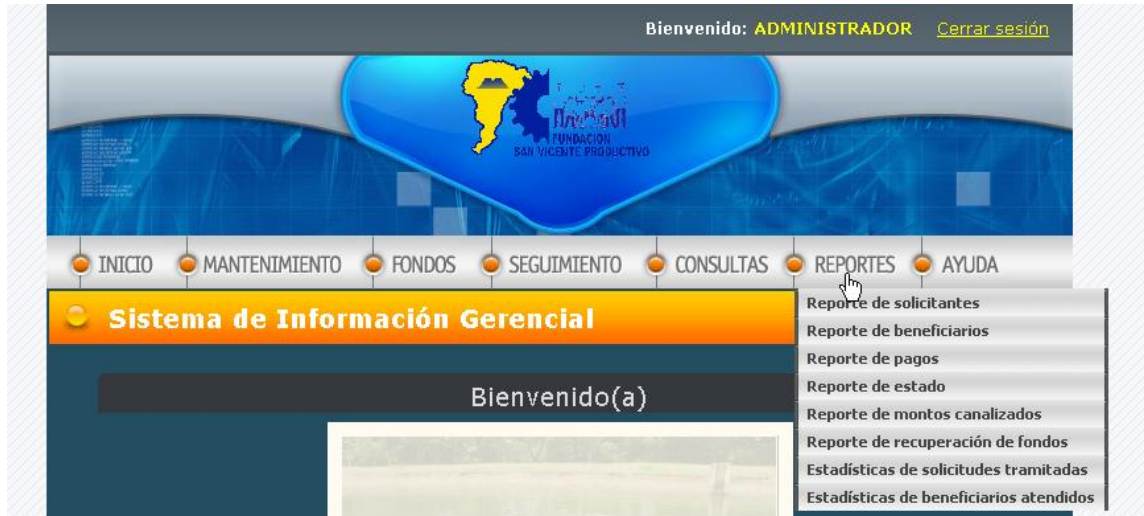 Bienvenido: ADMINISTRADOR Cerrar sesión
FUNDACION
SAN VICENTE PRODUCTIVO
INICIO MANTENIMIENTO FONDOS SEGUIMIENTO CONSULTAS REPORTES AYUDA
Sistema de Información Gerencial
Bienvenido(a)
Reporte de solicitantes
Reporte de beneficiarios
Reporte de pagos
Reporte de estado
Reporte de montos canalizados
Reporte de recuperación de fondos
Estadísticas de solicitudes tramitadas
Estadísticas de beneficiarios atendidos